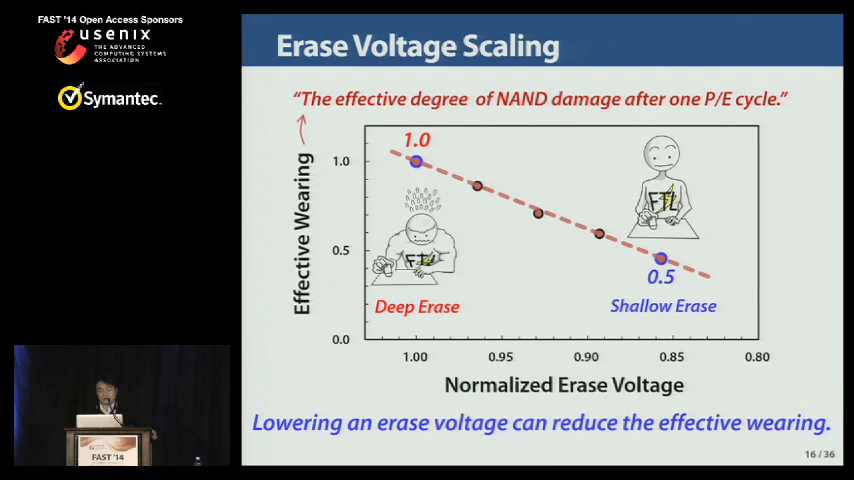 FAST '14 Open Access Sponsors
usenix
THE ADVANCED
COMPUTING SYSTEMS
ASSOCIATION
Symantec.
Erase Voltage Scaling
"The effective degree of NAND damage after one P/E cycle."
1.0
Effective Wearing
1.0
0.5
0.0
FTL
FTL
Deep Erase
0.5
Shallow Erase
1.00 0.95 0.90 0.85 0.80
Normalized Erase Voltage
Lowering an erase voltage can reduce the effective wearing.
16 / 36
FAST '14